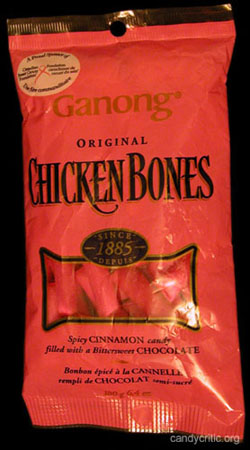 A Proud Sponsor of
Ganong®
ORIGINAL
CHICKEN BONES
SINCE
1885
DEPUIS
Spicy CINNAMON candy
filled with a Bittersweet CHOCOLATE
Bonbon épicé à la CANNELLE
rempli de CHOCOLAT semi-sucré
candycritic.org